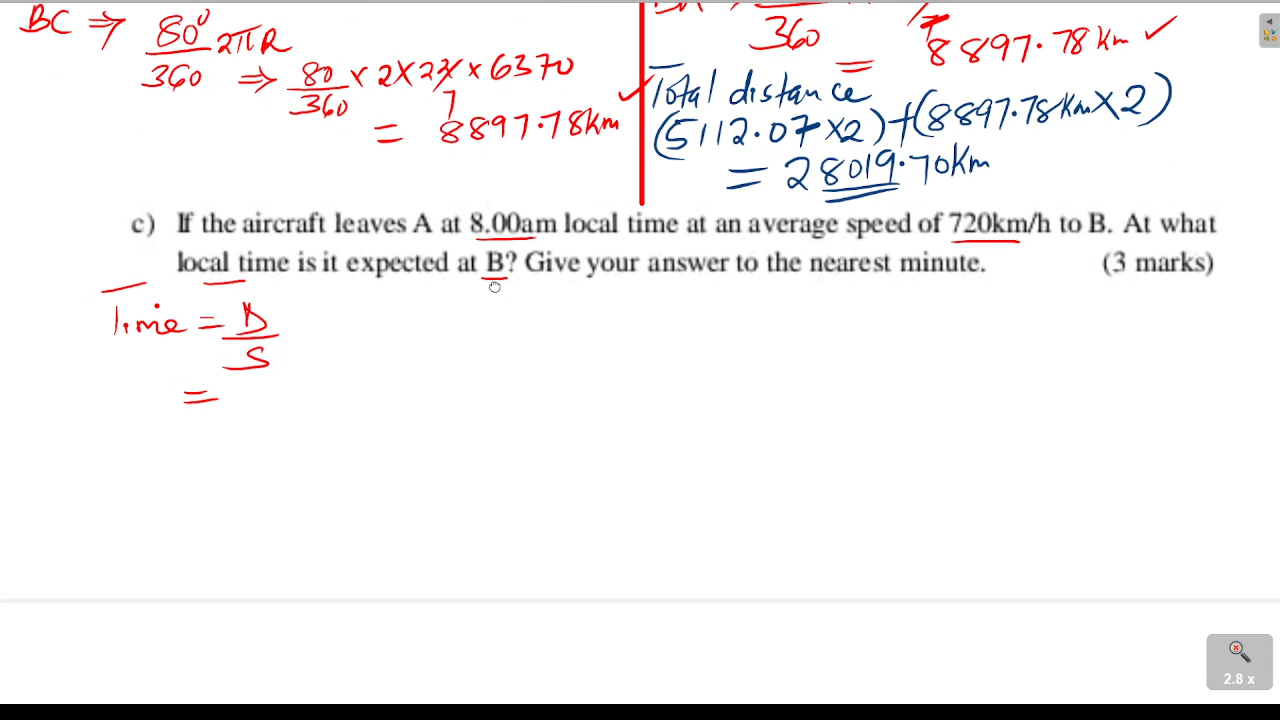 BC ⇒ 80°/360 2πR
⇒ 80/360 × 2 × 22/7 × 6370
= 8897.78km
360
= 8897.78km ✓
Total distance
(5112.07×2)+(8897.78km×2)
= 28019.70km
c) If the aircraft leaves A at 8.00am local time at an average speed of 720km/h to B. At what
local time is it expected at B? Give your answer to the nearest minute. (3 marks)
Time = D/S
=
2.8 x